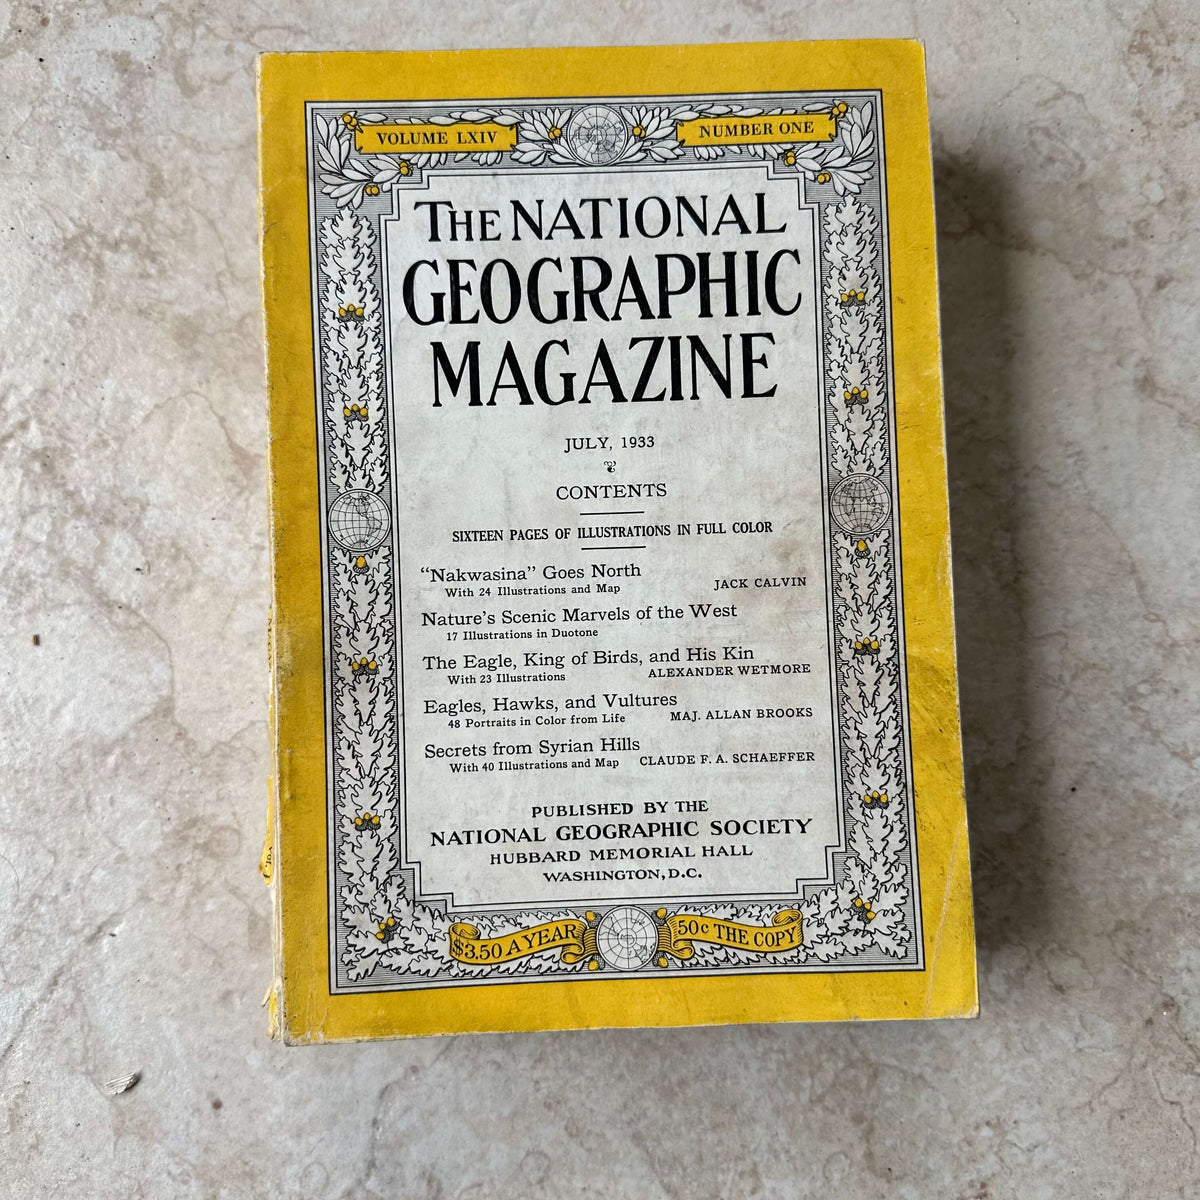 VOLUME LXIV
NUMBER ONE
THE NATIONAL
GEOGRAPHIC
MAGAZINE
JULY, 1933
CONTENTS
SIXTEEN PAGES OF ILLUSTRATIONS IN FULL COLOR
“Nakwasina” Goes North
With 24 Illustrations and Map JACK CALVIN
Nature's Scenic Marvels of the West
17 Illustrations in Duotone
The Eagle, King of Birds, and His Kin
With 23 Illustrations ALEXANDER WETMORE
Eagles, Hawks, and Vultures
48 Portraits in Color from Life MAJ. ALLAN BROOKS
Secrets from Syrian Hills
With 40 Illustrations and Map CLAUDE F. A. SCHAEFFER
PUBLISHED BY THE
NATIONAL GEOGRAPHIC SOCIETY
HUBBARD MEMORIAL HALL
WASHINGTON, D.C.
$3.50 A YEAR
50c THE COPY